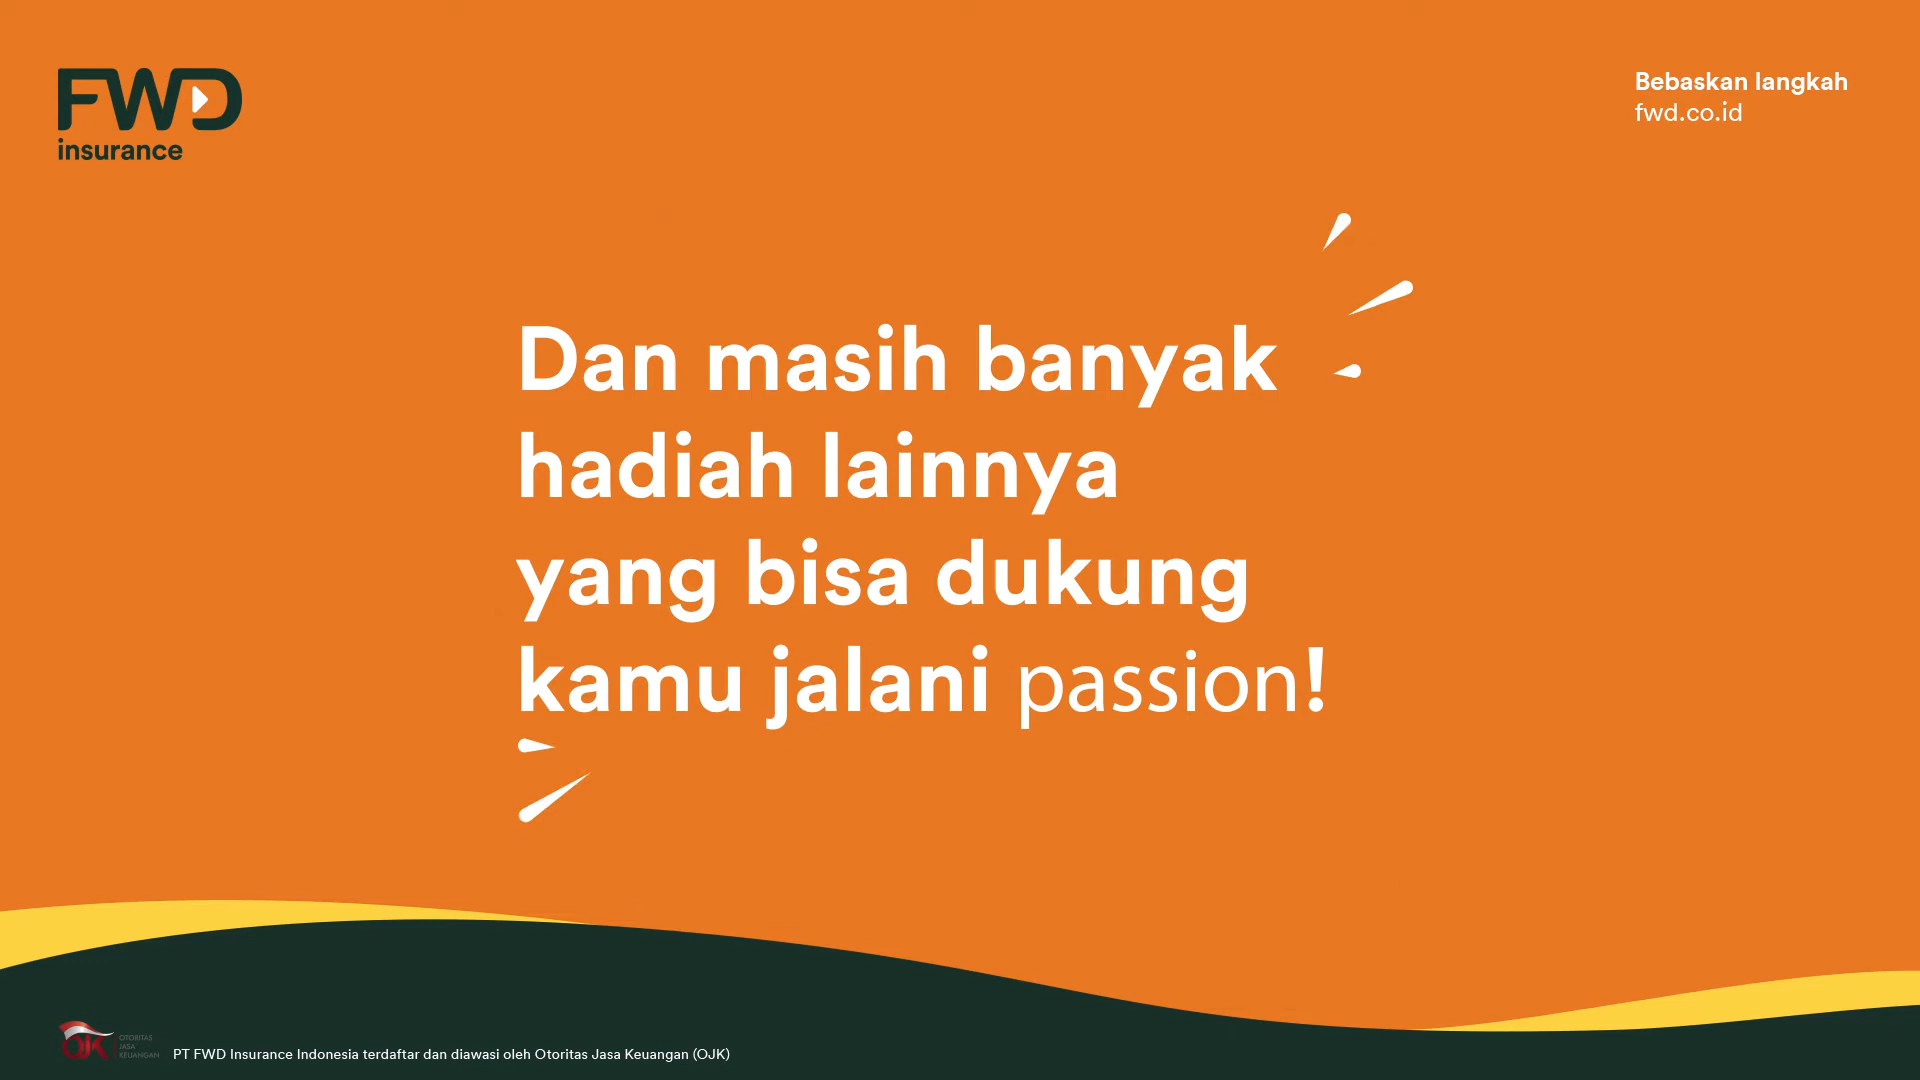 FWD
insurance
Bebaskan langkah
fwd.co.id
Dan masih banyak
hadiah lainnya
yang bisa dukung
kamu jalani passion!
OJK
OTORITAS
JASA
KEUANGAN
PT FWD Insurance Indonesia terdaftar dan diawasi oleh Otoritas Jasa Keuangan (OJK)